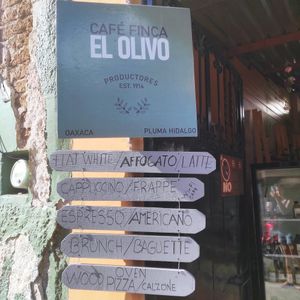 CAFÉ FINCA
EL OLIVO
PRODUCTORES
EST. 1914
OAXACA
PLUMA HIDALGO
FLAT WHITE/AFFOGATO/LATTE
CAPPUCCINO/FRAPPE
ESPRESSO/AMERICANO
BRUNCH/BAGUETTE
WOOD OVEN PIZZA/CALZONE
NO